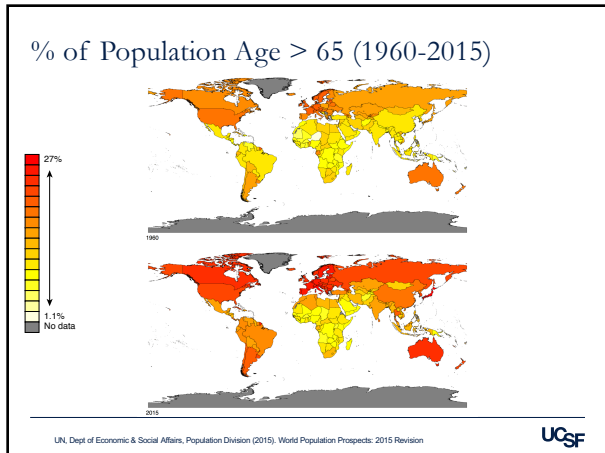 % of Population Age > 65 (1960-2015)
27%
1.1%
No data
1960
2015
UN, Dept of Economic & Social Affairs, Population Division (2015). World Population Prospects: 2015 Revision
UCSF